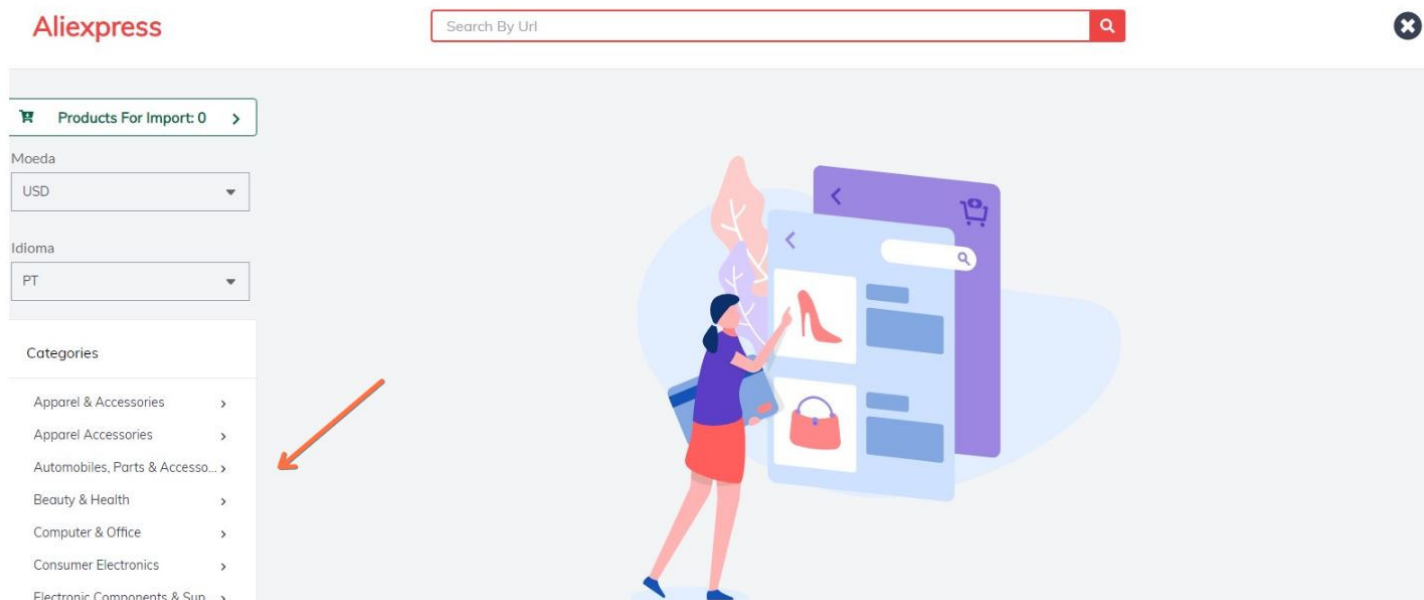 Aliexpress
Search By Url
Products For Import: 0
Moeda
USD
Idioma
PT
Categories
Apparel & Accessories
Apparel Accessories
Automobiles, Parts & Accesso...
Beauty & Health
Computer & Office
Consumer Electronics
Electronic Components & Sup...